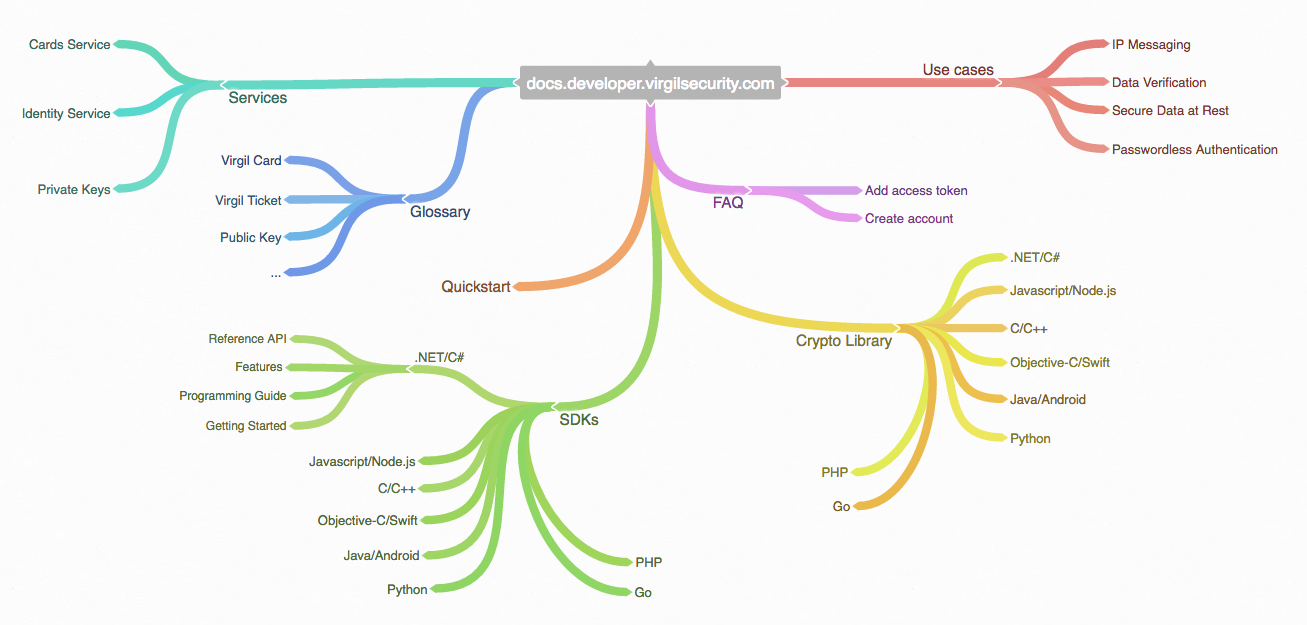 docs.developer.virgilsecurity.com
Services
Cards Service
Identity Service
Private Keys
Glossary
Virgil Card
Virgil Ticket
Public Key
...
Quickstart
SDKs
.NET/C#
Reference API
Features
Programming Guide
Getting Started
Javascript/Node.js
C/C++
Objective-C/Swift
Java/Android
Python
PHP
Go
Use cases
IP Messaging
Data Verification
Secure Data at Rest
Passwordless Authentication
FAQ
Add access token
Create account
Crypto Library
.NET/C#
Javascript/Node.js
C/C++
Objective-C/Swift
Java/Android
Python
PHP
Go